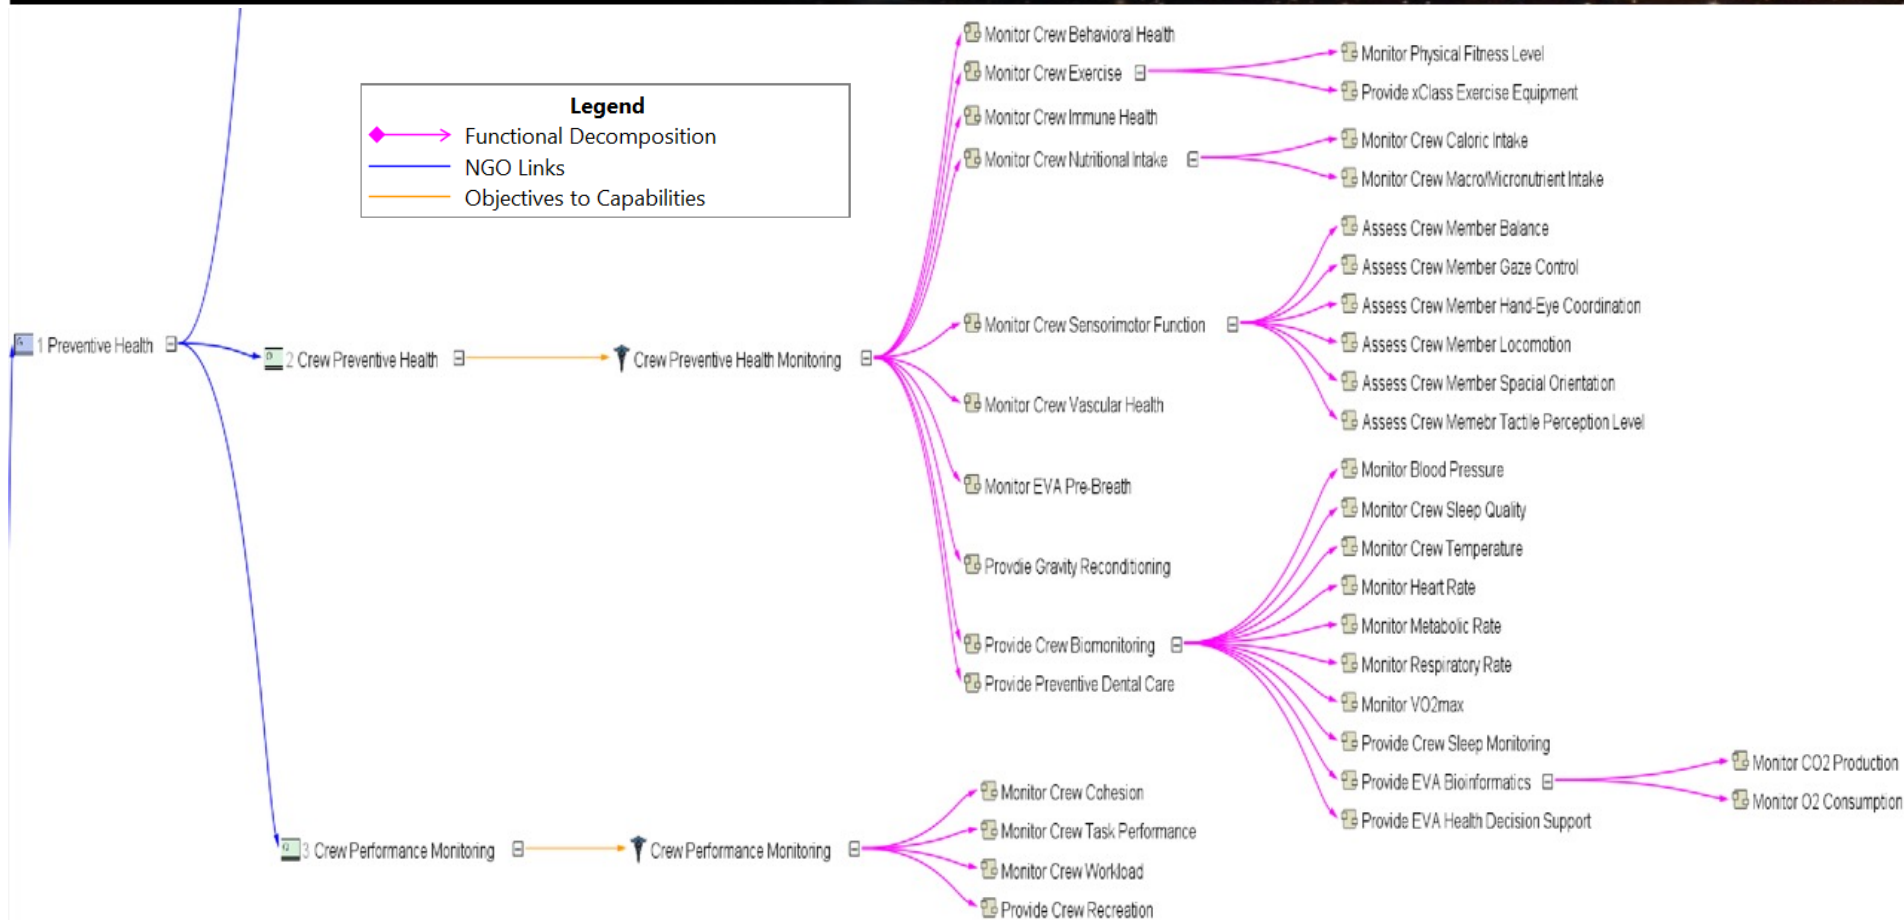 Legend
Functional Decomposition
NGO Links
Objectives to Capabilities
1 Preventive Health
2 Crew Preventive Health
Crew Preventive Health Monitoring
Monitor Crew Behavioral Health
Monitor Crew Exercise
Monitor Physical Fitness Level
Provide xClass Exercise Equipment
Monitor Crew Immune Health
Monitor Crew Nutritional Intake
Monitor Crew Caloric Intake
Monitor Crew Macro/Micronutrient Intake
Monitor Crew Sensorimotor Function
Assess Crew Member Balance
Assess Crew Member Gaze Control
Assess Crew Member Hand-Eye Coordination
Assess Crew Member Locomotion
Assess Crew Member Spacial Orientation
Assess Crew Memebr Tactile Perception Level
Monitor Crew Vascular Health
Monitor EVA Pre-Breath
Provdie Gravity Reconditioning
Provide Crew Biomonitoring
Monitor Blood Pressure
Monitor Crew Sleep Quality
Monitor Crew Temperature
Monitor Heart Rate
Monitor Metabolic Rate
Monitor Respiratory Rate
Monitor VO2max
Provide Crew Sleep Monitoring
Provide EVA Bioinformatics
Monitor CO2 Production
Monitor O2 Consumption
Provide EVA Health Decision Support
Provide Preventive Dental Care
3 Crew Performance Monitoring
Crew Performance Monitoring
Monitor Crew Cohesion
Monitor Crew Task Performance
Monitor Crew Workload
Provide Crew Recreation